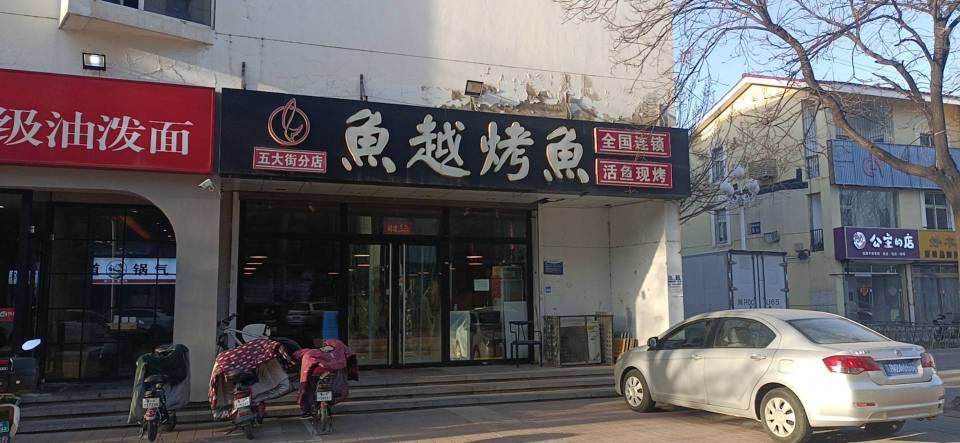 级油泼面
五大街分店
魚越烤魚
全国连锁
活鱼现烤
锅气
公主的店